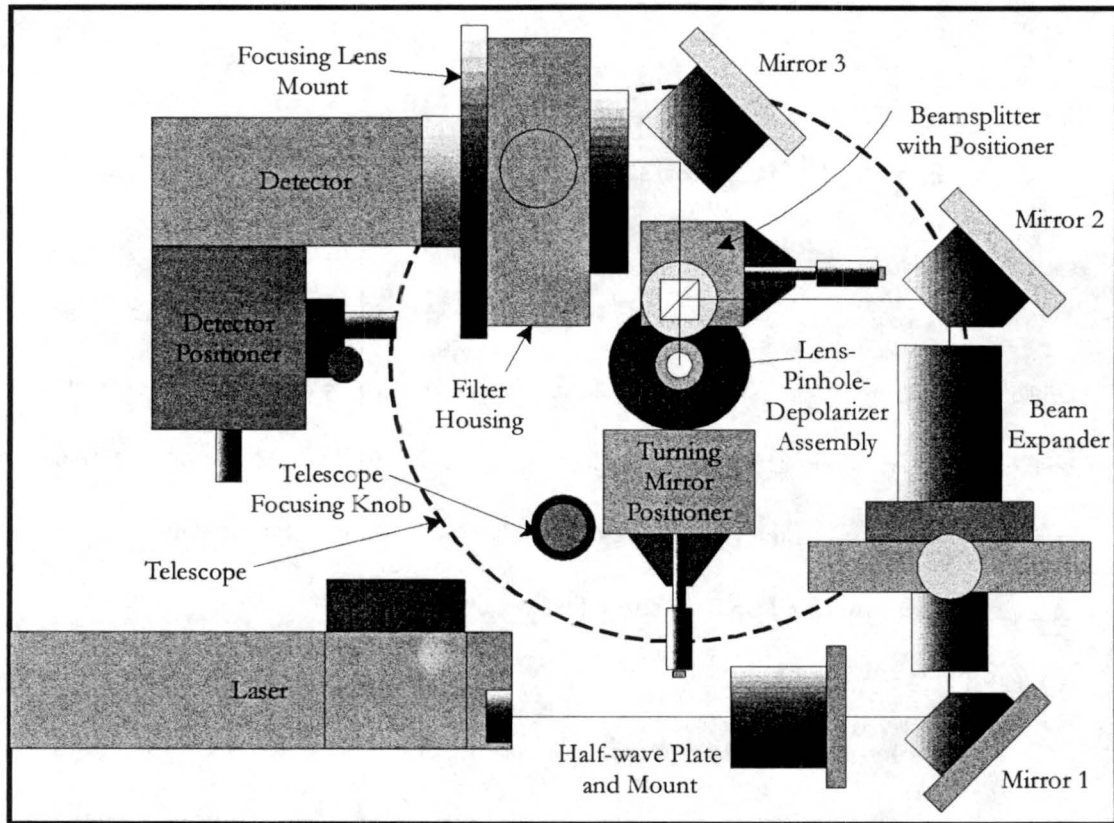 Focusing Lens
Mount
Mirror 3
Beamsplitter
with Positioner
Detector
Mirror 2
Detector
Positioner
Filter
Housing
Lens-
Pinhole-
Depolarizer
Assembly
Beam
Expander
Turning
Mirror
Positioner
Telescope
Focusing Knob
Telescope
Laser
Half-wave Plate
and Mount
Mirror 1